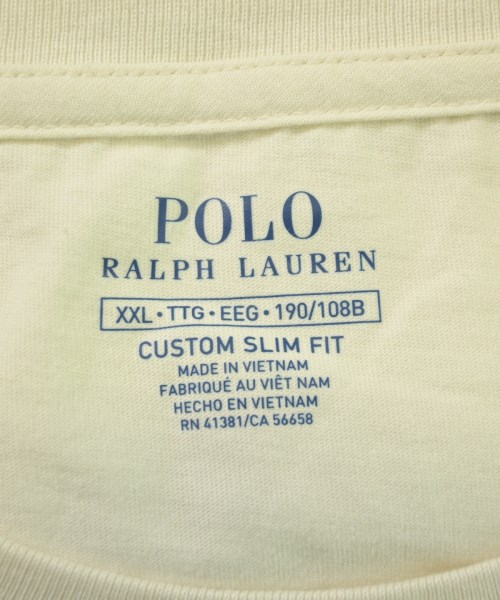 POLO
RALPH LAUREN
XXL • TTG • EEG • 190/108B
CUSTOM SLIM FIT
MADE IN VIETNAM
FABRIQUÉ AU VIÊT NAM
HECHO EN VIETNAM
RN 41381/CA 56658